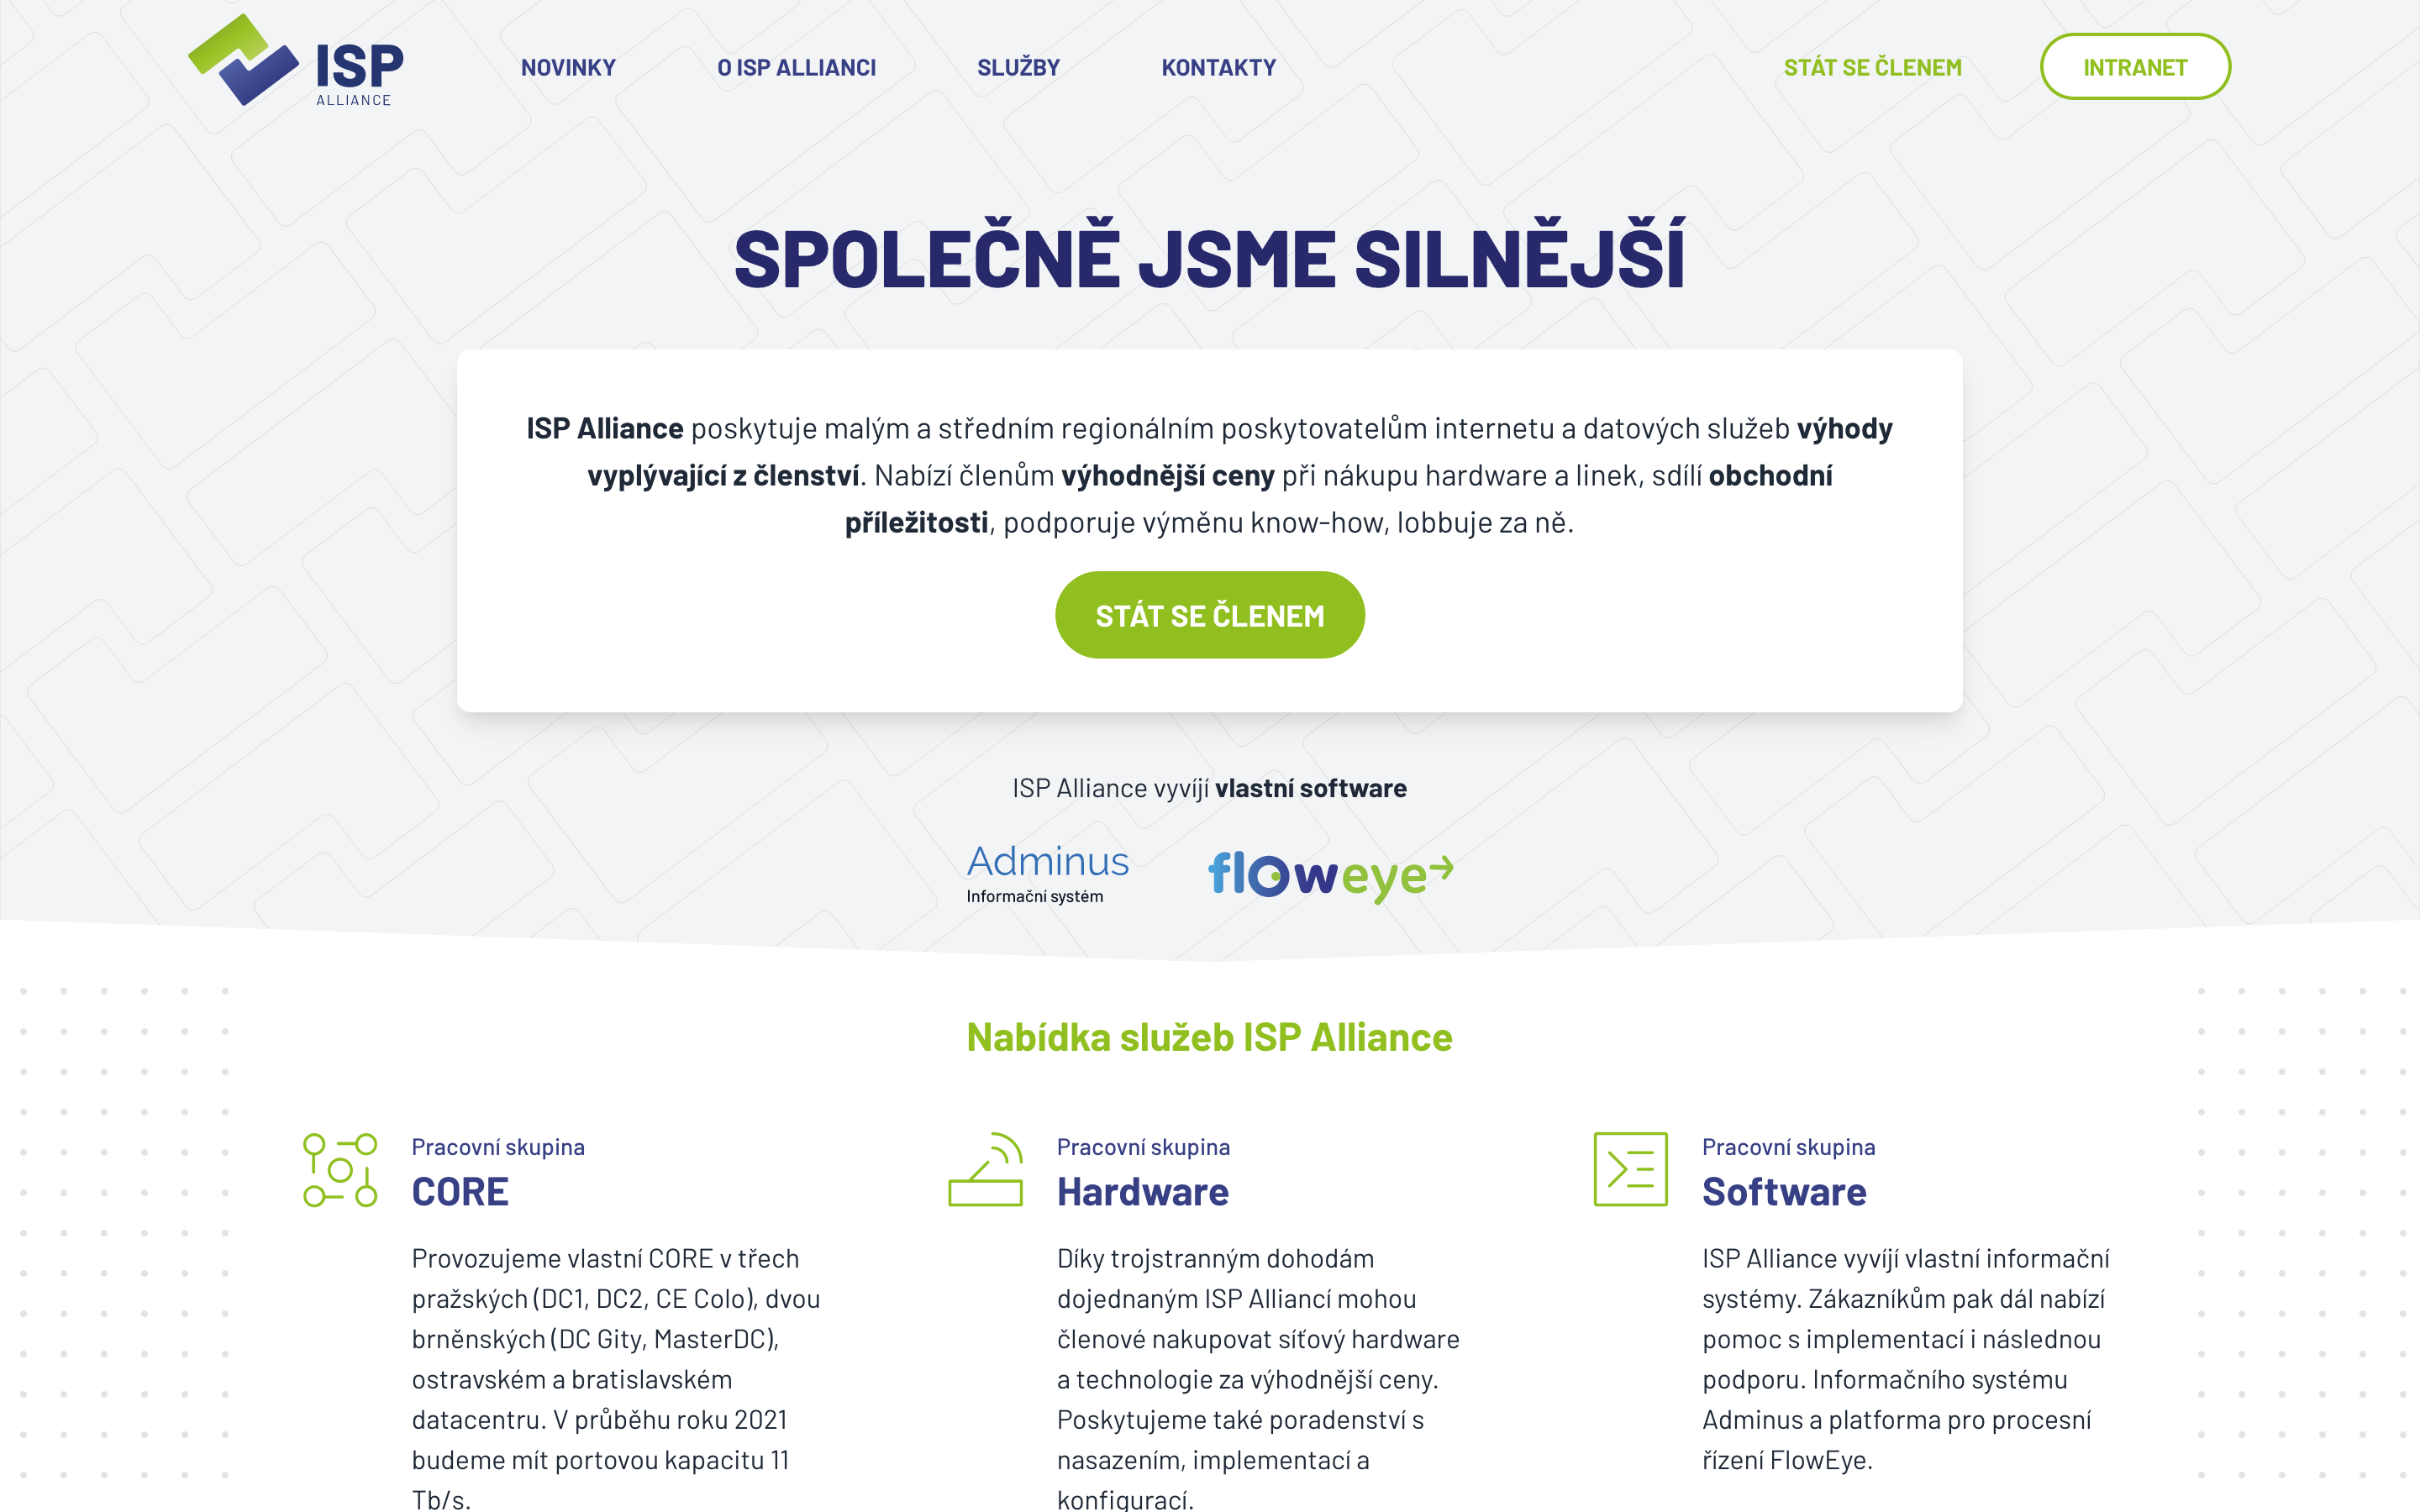 ISP
ALLIANCE
NOVINKY
O ISP ALLIANCI
SLUŽBY
KONTAKTY
STÁT SE ČLENEM
INTRANET
SPOLEČNĚ JSME SILNĚJŠÍ
ISP Alliance poskytuje malým a středním regionálním poskytovatelům internetu a datových služeb výhody
vyplývající z členství. Nabízí členům výhodnější ceny při nákupu hardware a linek, sdílí obchodní
příležitosti, podporuje výměnu know-how, lobbuje za ně.
STÁT SE ČLENEM
ISP Alliance vyvíjí vlastní software
Adminus
Informační systém
floweye
Nabídka služeb ISP Alliance
Pracovní skupina
CORE
Provozujeme vlastní CORE v třech
pražských (DC1, DC2, CE Colo), dvou
brněnských (DC Gity, MasterDC),
ostravském a bratislavském
datacentru. V průběhu roku 2021
budeme mít portovou kapacitu 11
Tb/s.
Pracovní skupina
Hardware
Díky trojstranným dohodám
dojednaným ISP Alliancí mohou
členové nakupovat síťový hardware
a technologie za výhodnější ceny.
Poskytujeme také poradenství s
nasazením, implementací a
konfigurací.
Pracovní skupina
Software
ISP Alliance vyvíjí vlastní informační
systémy. Zákazníkům pak dál nabízí
pomoc s implementací i následnou
podporu. Informačního systému
Adminus a platforma pro procesní
řízení FlowEye.